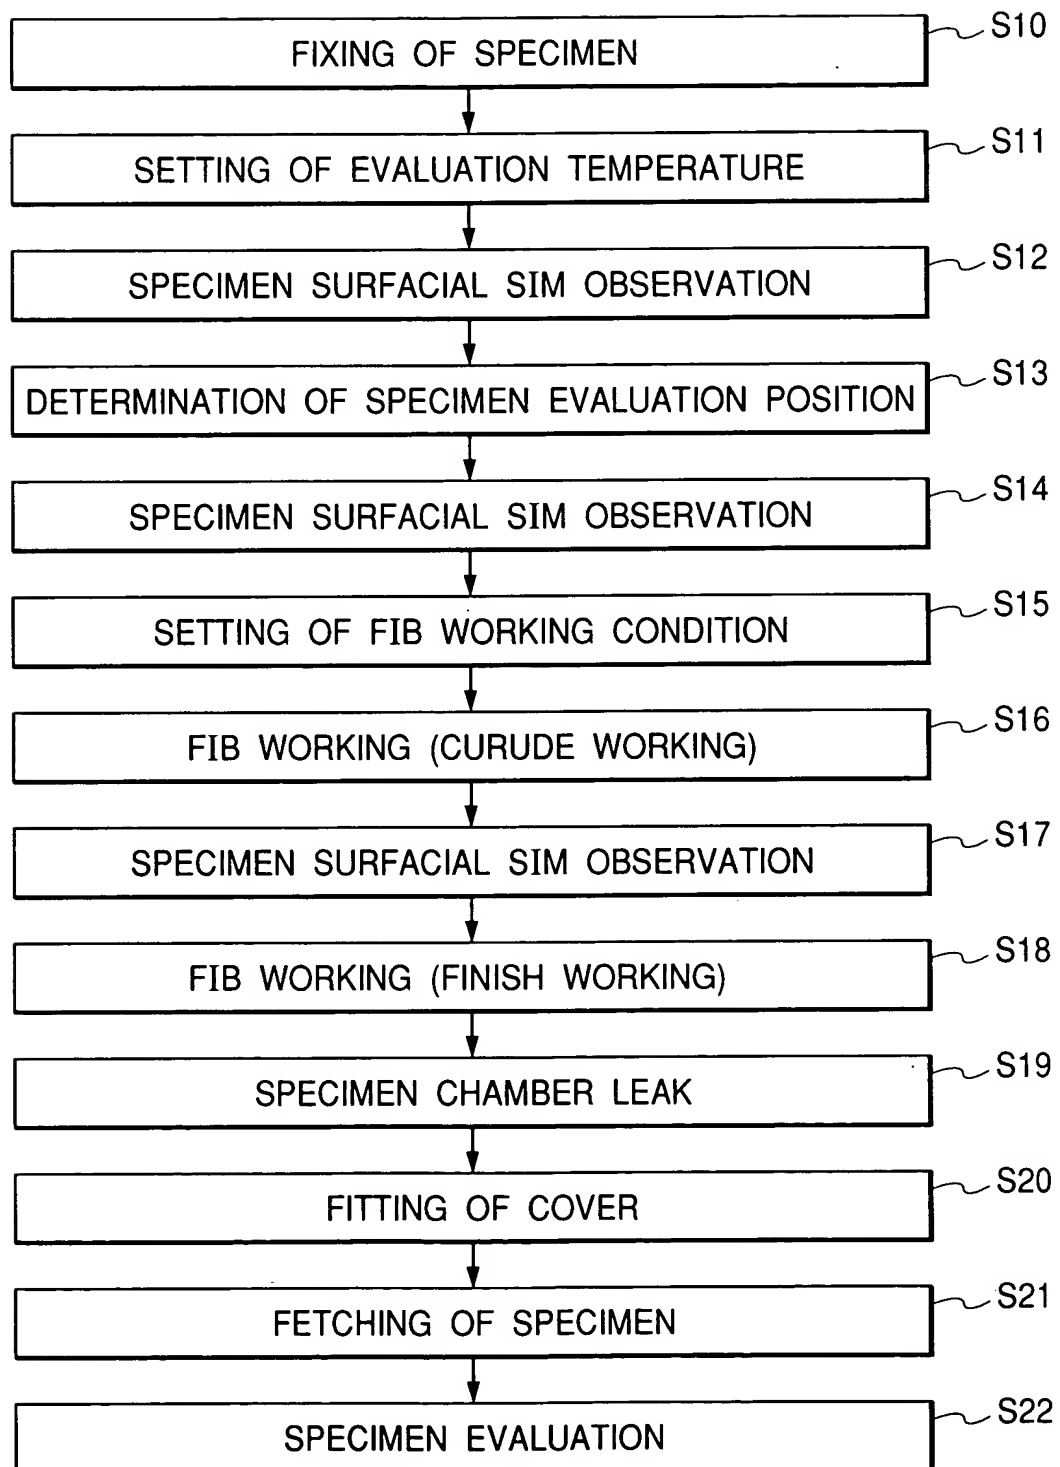 S10
FIXING OF SPECIMEN
S11
SETTING OF EVALUATION TEMPERATURE
S12
SPECIMEN SURFACIAL SIM OBSERVATION
S13
DETERMINATION OF SPECIMEN EVALUATION POSITION
S14
SPECIMEN SURFACIAL SIM OBSERVATION
S15
SETTING OF FIB WORKING CONDITION
S16
FIB WORKING (CURUDE WORKING)
S17
SPECIMEN SURFACIAL SIM OBSERVATION
S18
FIB WORKING (FINISH WORKING)
S19
SPECIMEN CHAMBER LEAK
S20
FITTING OF COVER
S21
FETCHING OF SPECIMEN
S22
SPECIMEN EVALUATION